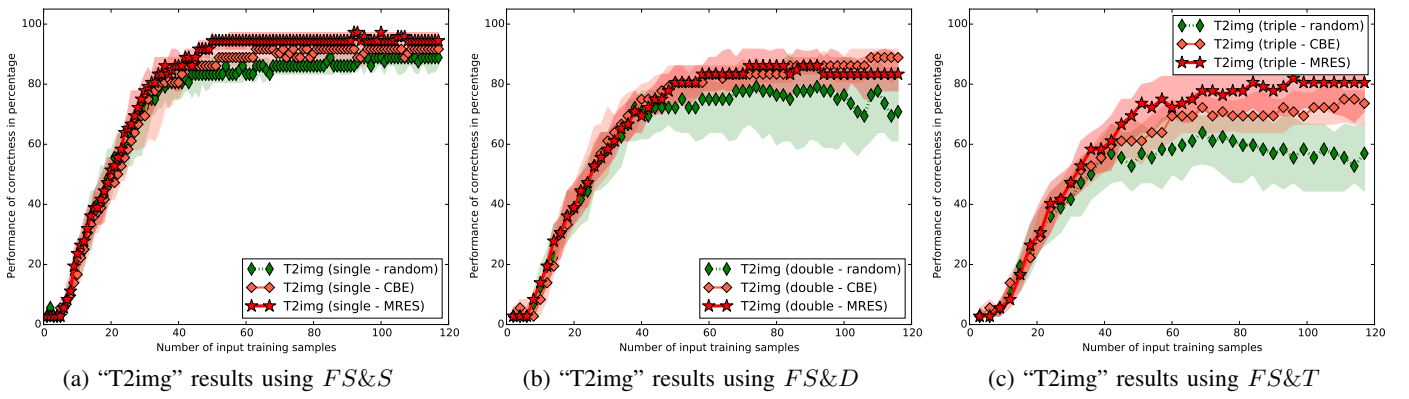 Performance of correctness in percentage
100
80
60
40
20
0
0 20 40 60 80 100 120
Number of input training samples
T2img (single - random)
T2img (single - CBE)
T2img (single - MRES)
(a) “T2img” results using FS&S
Performance of correctness in percentage
100
80
60
40
20
0
0 20 40 60 80 100 120
Number of input training samples
T2img (double - random)
T2img (double - CBE)
T2img (double - MRES)
(b) “T2img” results using FS&D
Performance of correctness in percentage
100
80
60
40
20
0
0 20 40 60 80 100 120
Number of input training samples
T2img (triple - random)
T2img (triple - CBE)
T2img (triple - MRES)
(c) “T2img” results using FS&T